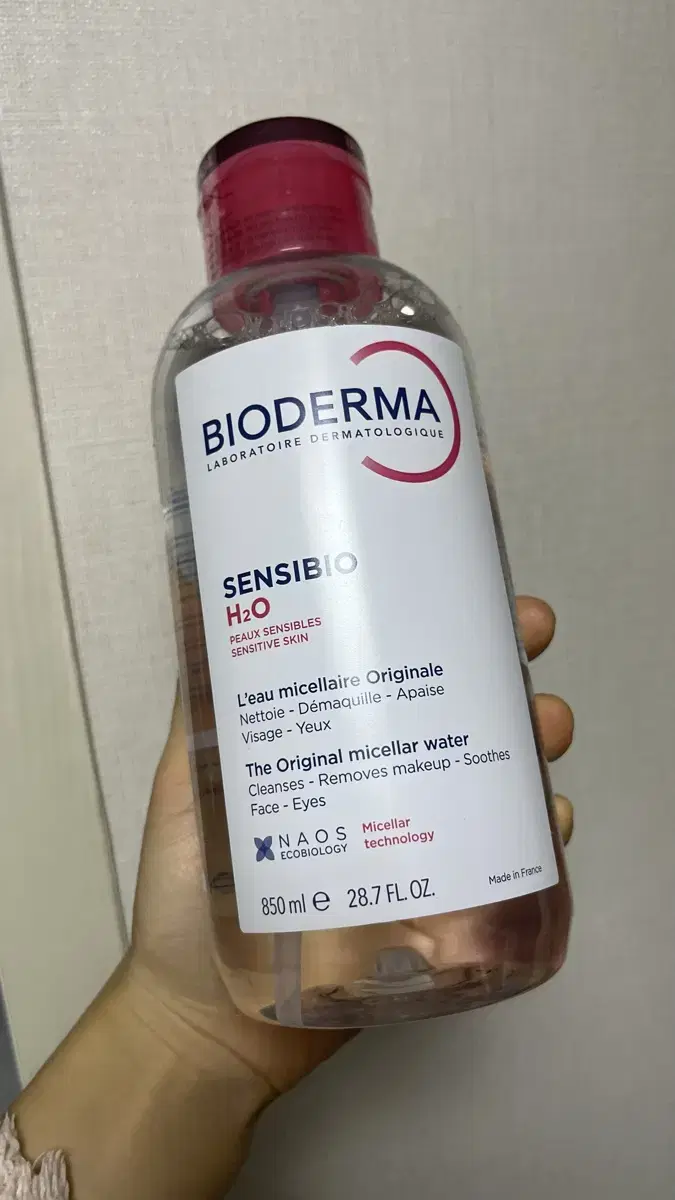 BIODERMA
LABORATOIRE DERMATOLOGIQUE
SENSIBIO
H2O
PEAUX SENSIBLES
SENSITIVE SKIN
L'eau micellaire Originale
Nettoie - Démaquille - Apaise
Visage - Yeux
The Original micellar water
Cleanses - Removes makeup - Soothes
Face - Eyes
NAOS
ECOBIOLOGY
Micellar
technology
850 ml e 28.7 FL. OZ.
Made in France